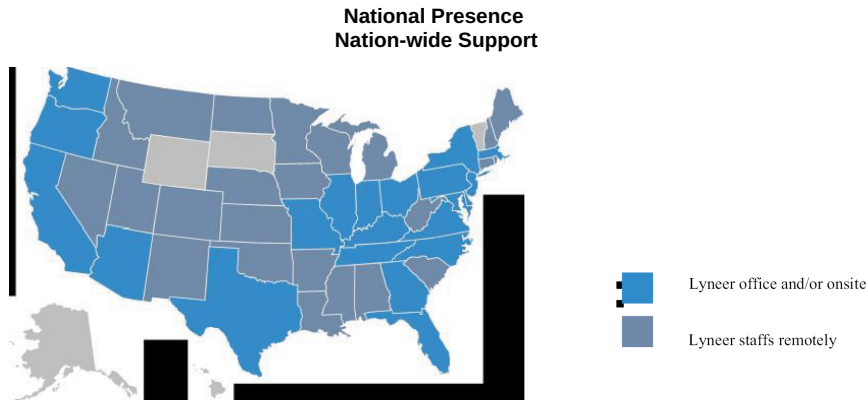 National Presence
Nation-wide Support
Lyneer office and/or onsite
Lyneer staffs remotely